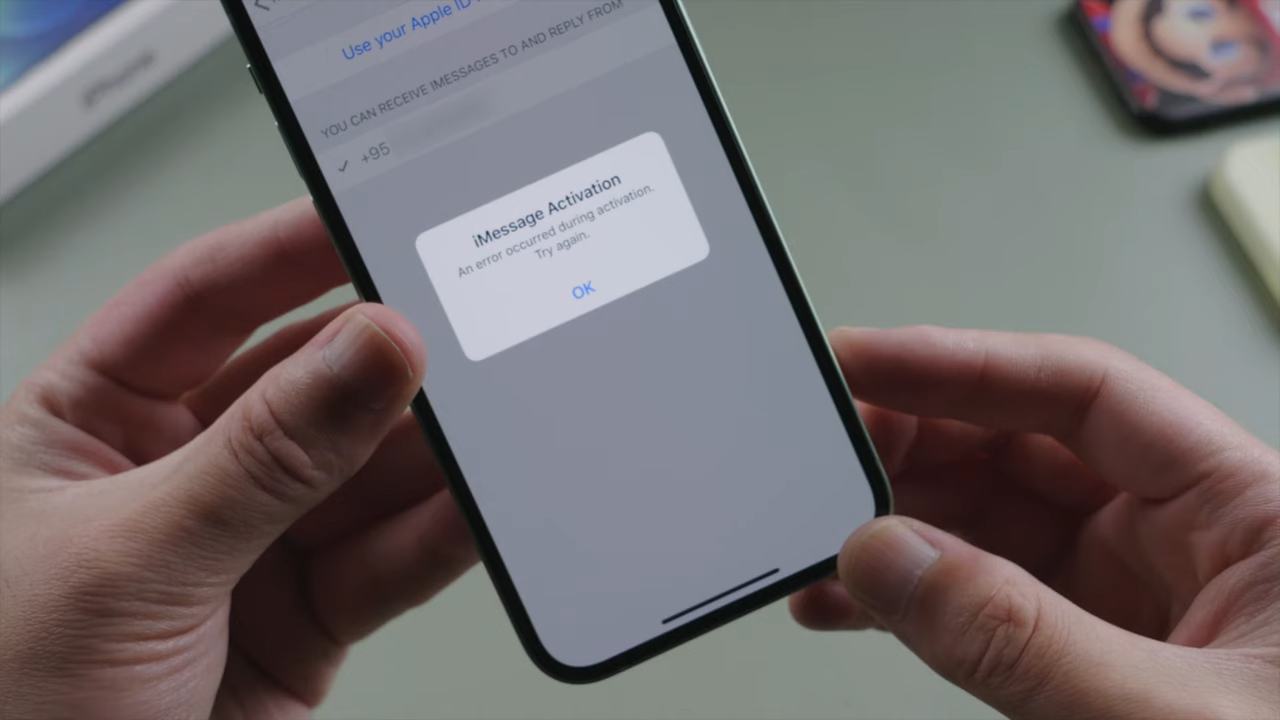 iPhone
Use your Apple ID
YOU CAN RECEIVE IMESSAGES TO AND REPLY FROM
✓ +95
iMessage Activation
An error occurred during activation.
Try again.
OK